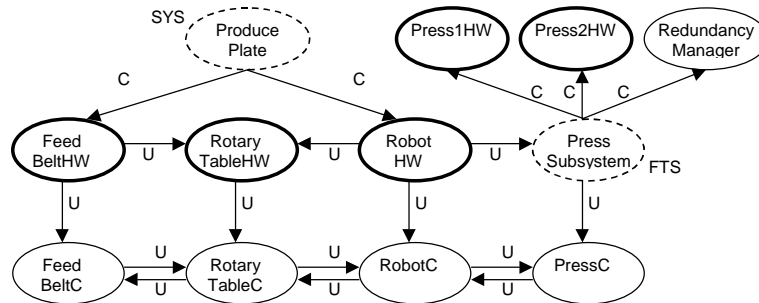 SYS
Produce
Plate
Press1HW
Press2HW
Redundancy
Manager
C
C
C
C
C
Feed
BeltHW
U
Rotary
TableHW
U
Robot
HW
U
Press
Subsystem
FTS
U
U
U
U
Feed
BeltC
U
U
Rotary
TableC
U
U
RobotC
U
U
PressC